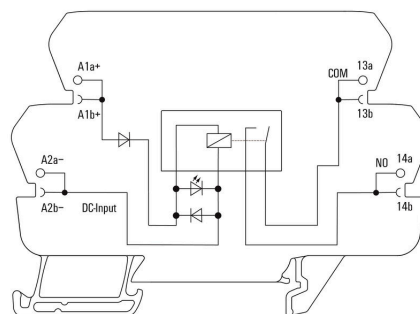 A1a+
A1b+
A2a−
A2b−
DC-Input
COM
13a
13b
NO
14a
14b